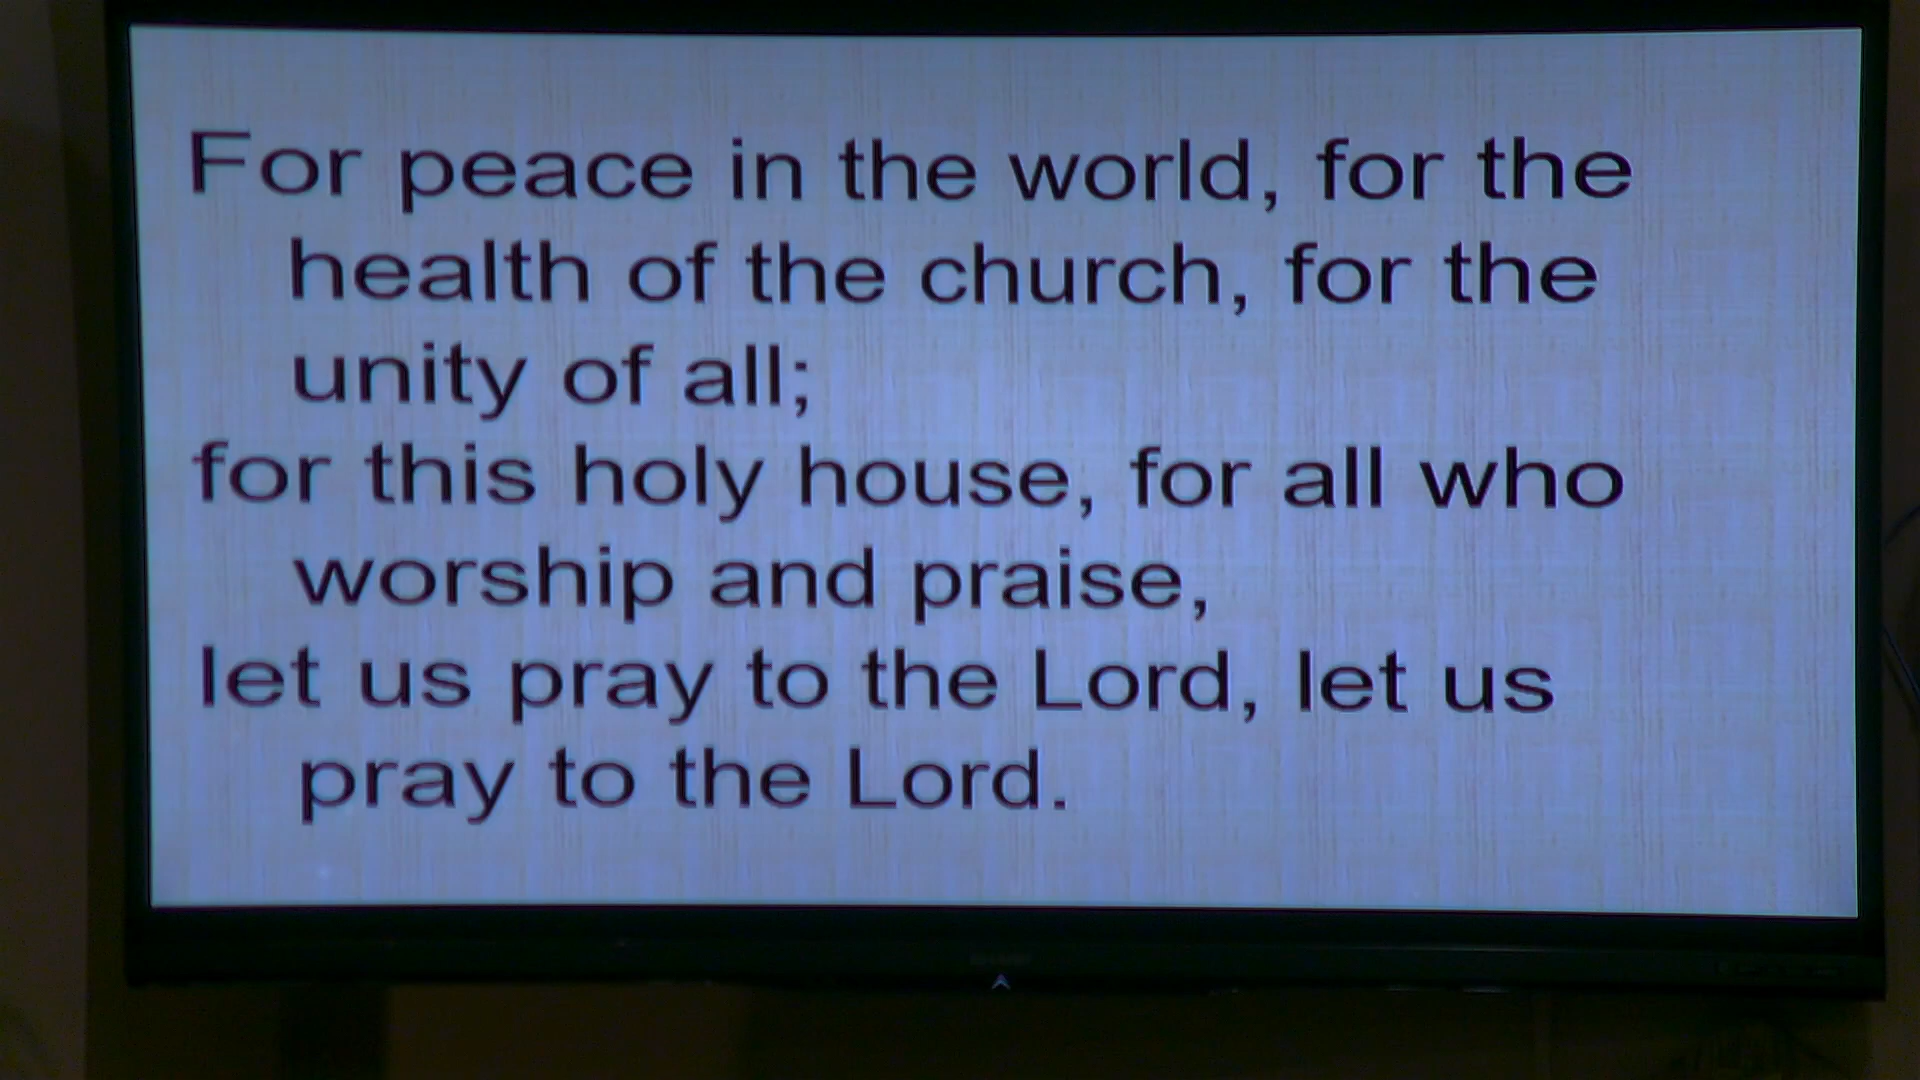 For peace in the world, for the
health of the church, for the
unity of all;
for this holy house, for all who
worship and praise,
let us pray to the Lord, let us
pray to the Lord.